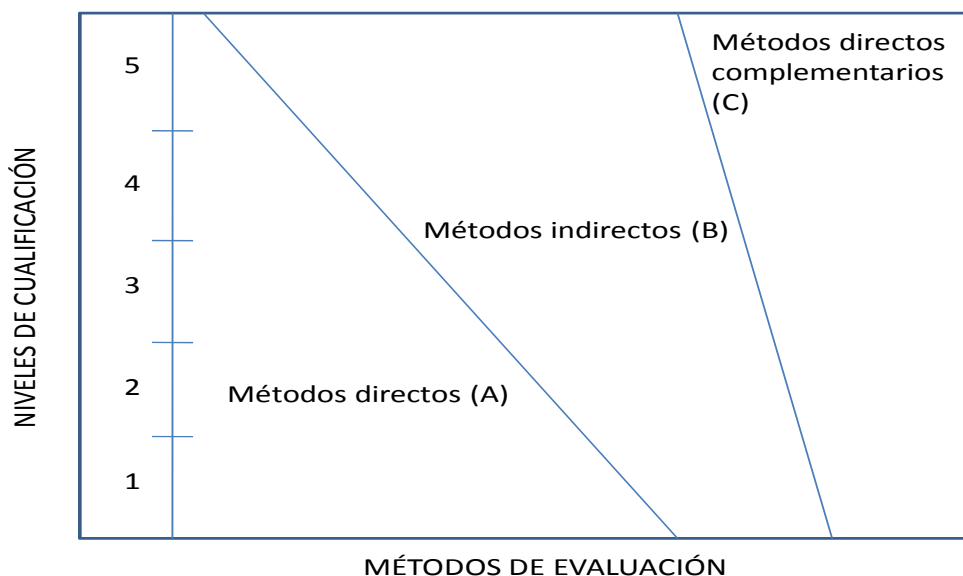 NIVELES DE CUALIFICACIÓN
5
4
3
2
1
Métodos directos
complementarios
(C)
Métodos indirectos (B)
Métodos directos (A)
MÉTODOS DE EVALUACIÓN